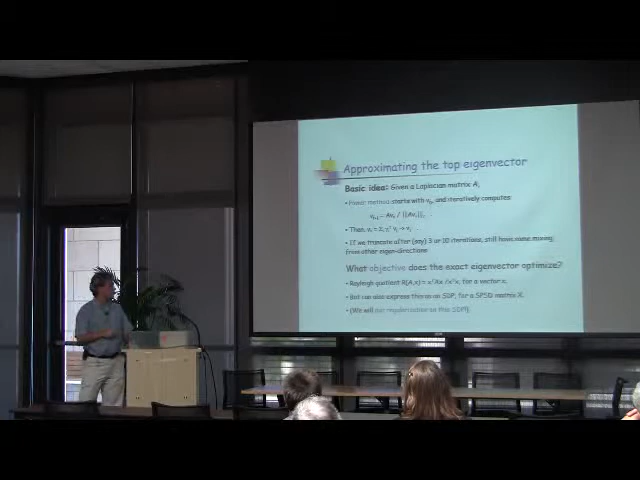 Approximating the top eigenvector
Basic idea: Given a Laplacian matrix A,
• Power method starts with v₀, and iteratively computes
vₜ₊₁ = Avₜ / ||Avₜ||₂ .
• Then, vₜ = Σᵢ γᵢᵗ vᵢ → v₁ .
• If we truncate after (say) 3 or 10 iterations, still have some mixing
from other eigen-directions
What objective does the exact eigenvector optimize?
• Rayleigh quotient R(A,x) = xᵀAx /xᵀx, for a vector x.
• But can also express this as an SDP, for a SPSD matrix X.
• (We will put regularization on this SDP!)